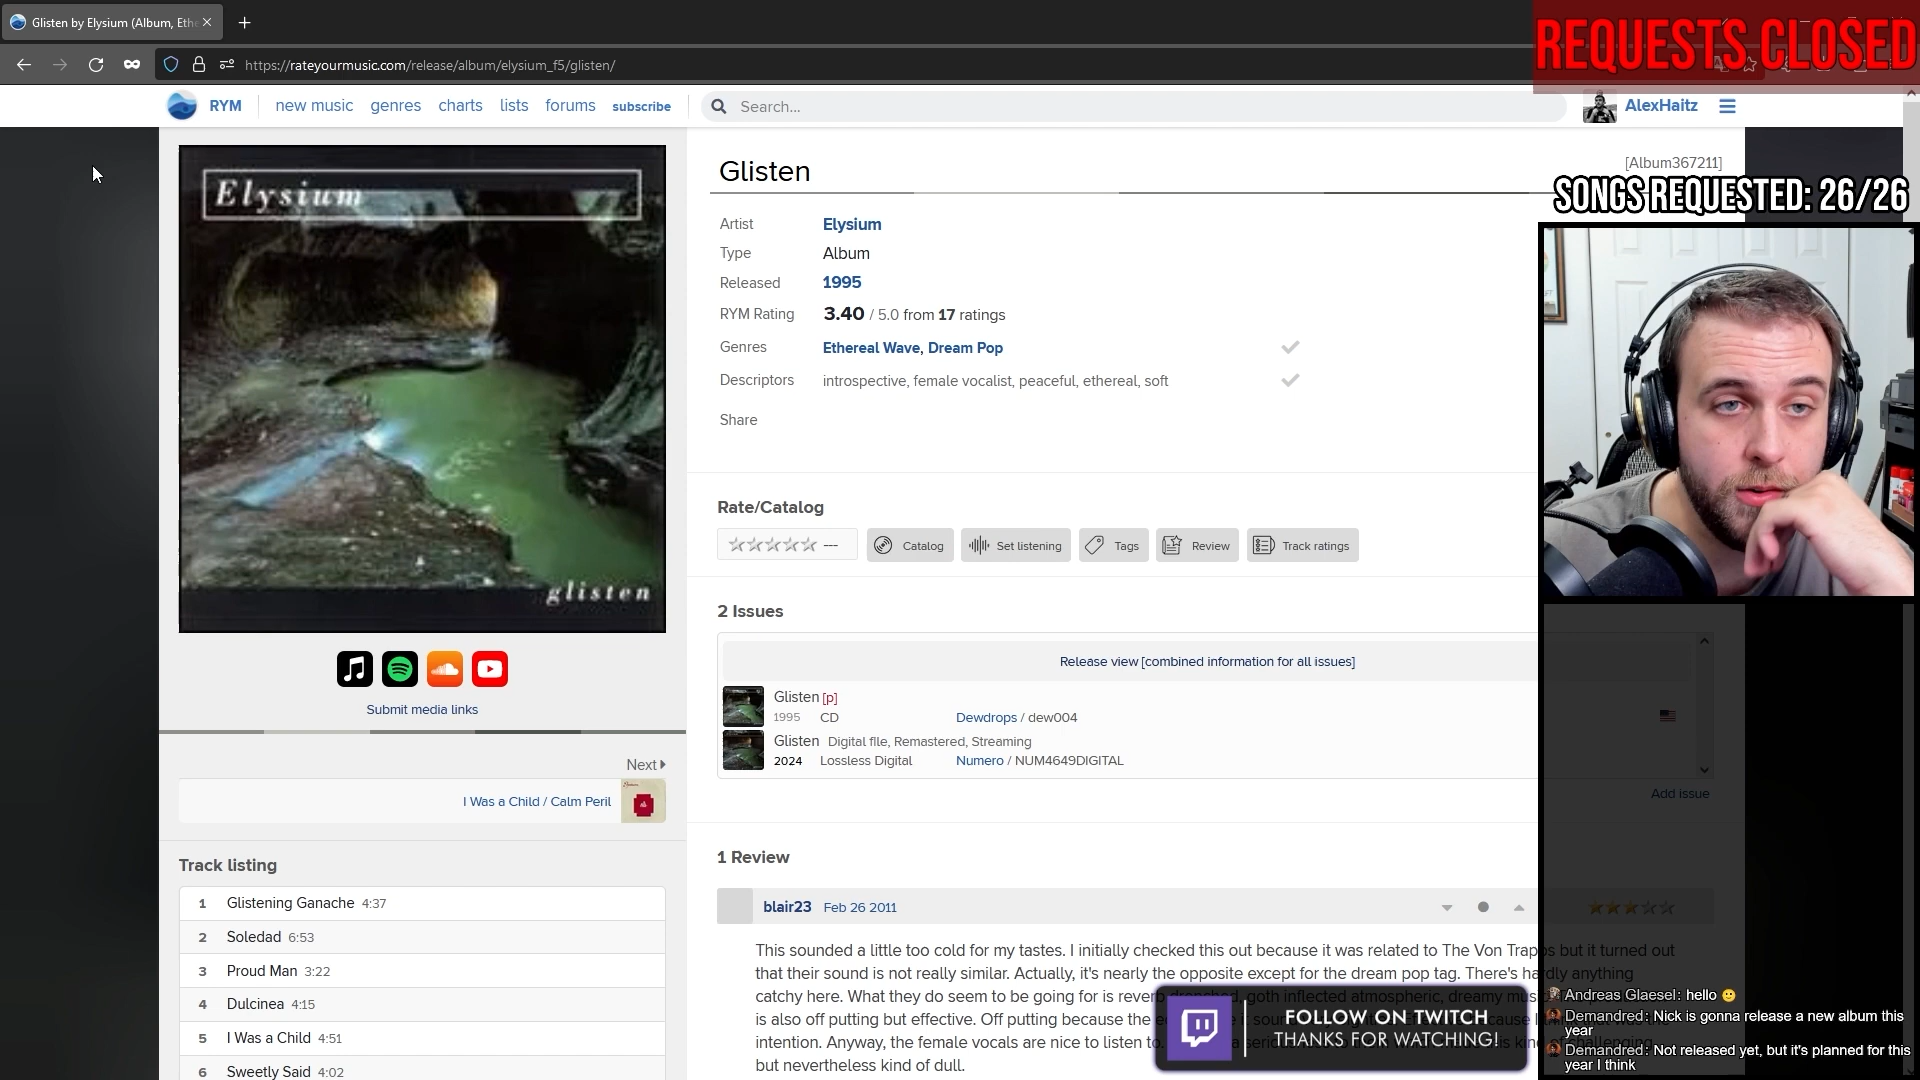 Glisten by Elysium (Album, Ethe
REQUESTS CLOSED
https://rateyourmusic.com/release/album/elysium_f5/glisten/
RYM
new music
genres
charts
lists
forums
subscribe
Search...
AlexHaitz
Elysium
glisten
Submit media links
Next
I Was a Child / Calm Peril
Track listing
1 Glistening Ganache 4:37
2 Soledad 6:53
3 Proud Man 3:22
4 Dulcinea 4:15
5 I Was a Child 4:51
6 Sweetly Said 4:02
Glisten
[Album367211]
Artist Elysium
Type Album
Released 1995
RYM Rating 3.40 / 5.0 from 17 ratings
Genres Ethereal Wave, Dream Pop
Descriptors introspective, female vocalist, peaceful, ethereal, soft
Share
Rate/Catalog
---
Catalog
Set listening
Tags
Review
Track ratings
2 Issues
Release view [combined information for all issues]
Glisten [p]
1995 CD Dewdrops / dew004
Glisten Digital file, Remastered, Streaming
2024 Lossless Digital Numero / NUM4649DIGITAL
Add issue
1 Review
blair23 Feb 26 2011
This sounded a little too cold for my tastes. I initially checked this out because it was related to The Von Trapps but it turned out
that their sound is not really similar. Actually, it's nearly the opposite except for the dream pop tag. There's hardly anything
catchy here. What they do seem to be going for is reverb drenched, goth inflected atmospheric, dreamy
is also off putting but effective. Off putting because the
intention. Anyway, the female vocals are nice to listen to.
but nevertheless kind of dull.
SONGS REQUESTED: 26/26
FOLLOW ON TWITCH
THANKS FOR WATCHING!
Andreas Glaesel: hello 🙂
Demandred: Nick is gonna release a new album this
year
Demandred: Not released yet, but it's planned for this
year I think